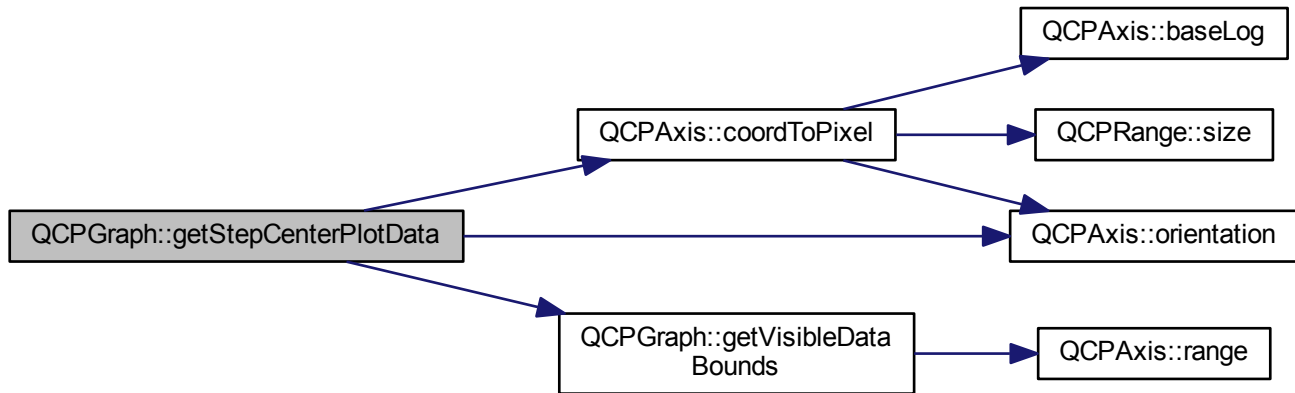 QCPAxis::baseLog
QCPAxis::coordToPixel
QCPRange::size
QCPGraph::getStepCenterPlotData
QCPAxis::orientation
QCPGraph::getVisibleData
Bounds
QCPAxis::range